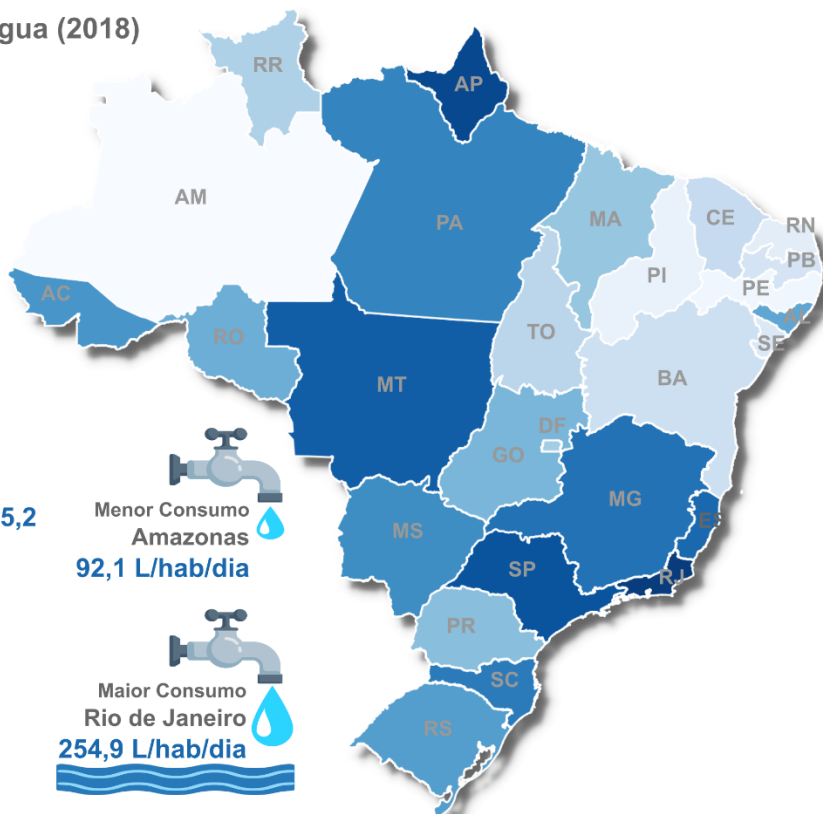 gua (2018)
RR
AP
AM
PA
MA
CE
RN
PB
PI
PE
AC
AL
RO
TO
SE
MT
BA
DF
GO
MG
5,2
Menor Consumo
Amazonas
92,1 L/hab/dia
MS
ES
SP
RJ
PR
Maior Consumo
Rio de Janeiro
254,9 L/hab/dia
SC
RS